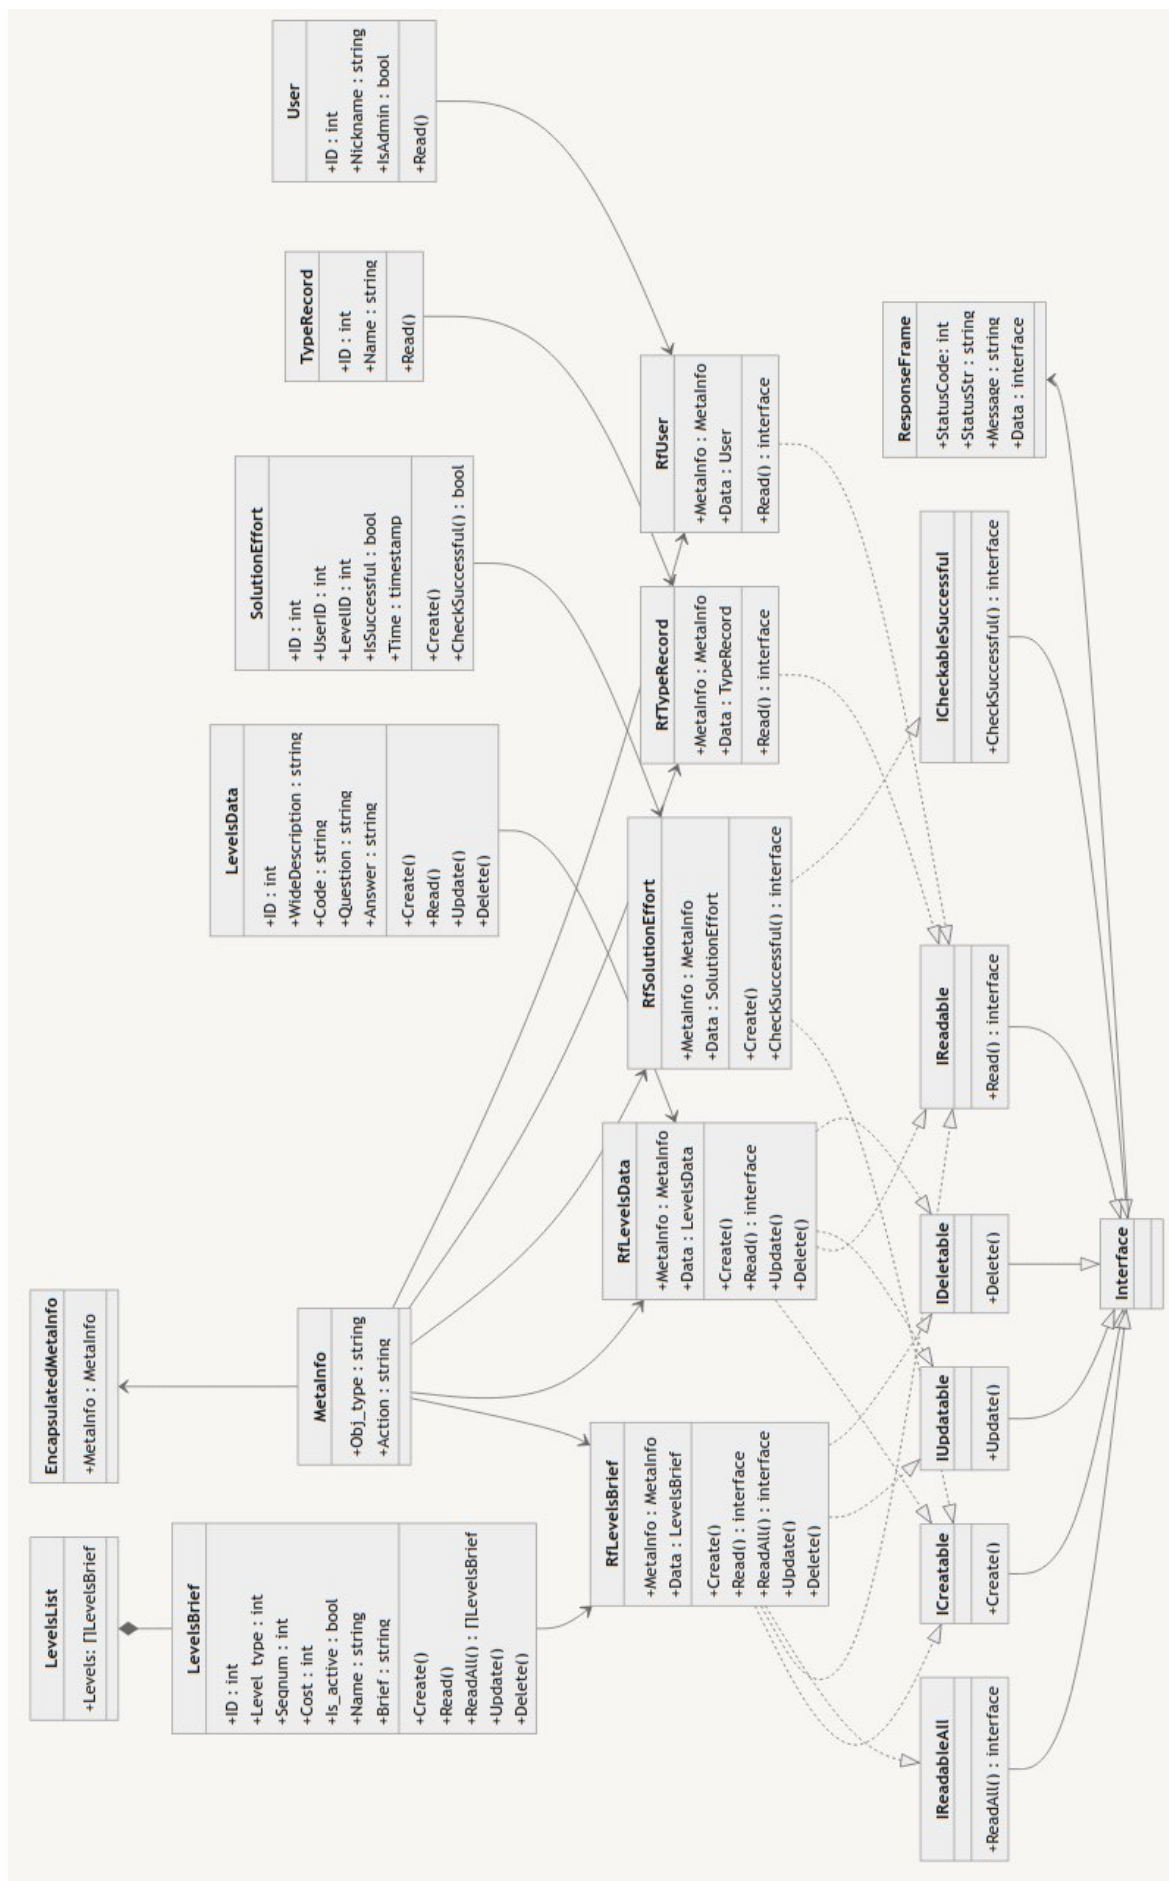 LevelsList
+Levels: []LevelsBrief
EncapsulatedMetaInfo
+MetaInfo : MetaInfo
LevelsBrief
+ID : int
+Level_type : int
+Seqnum : int
+Cost : int
+Is_active : bool
+Name : string
+Brief : string
+Create()
+Read()
+ReadAll() : []LevelsBrief
+Update()
+Delete()
MetaInfo
+Obj_type : string
+Action : string
LevelsData
+ID : int
+WideDescription : string
+Code : string
+Question : string
+Answer : string
+Create()
+Read()
+Update()
+Delete()
SolutionEffort
+ID : int
+UserID : int
+LevelID : int
+IsSuccessful : bool
+Time : timestamp
+Create()
+CheckSuccessful() : bool
TypeRecord
+ID : int
+Name : string
+Read()
User
+ID : int
+Nickname : string
+IsAdmin : bool
+Read()
RfLevelsBrief
+MetaInfo : MetaInfo
+Data : LevelsBrief
+Create()
+Read() : interface
+ReadAll() : interface
+Update()
+Delete()
RfLevelsData
+MetaInfo : MetaInfo
+Data : LevelsData
+Create()
+Read() : interface
+Update()
+Delete()
RfSolutionEffort
+MetaInfo : MetaInfo
+Data : SolutionEffort
+Create()
+CheckSuccessful() : interface
RfTypeRecord
+MetaInfo : MetaInfo
+Data : TypeRecord
+Read() : interface
RfUser
+MetaInfo : MetaInfo
+Data : User
+Read() : interface
IReadableAll
+ReadAll() : interface
ICreatable
+Create()
IUpdatable
+Update()
IDeletable
+Delete()
IReadable
+Read() : interface
ICheckableSuccessful
+CheckSuccessful() : interface
ResponseFrame
+StatusCode: int
+StatusStr : string
+Message : string
+Data : interface
Interface